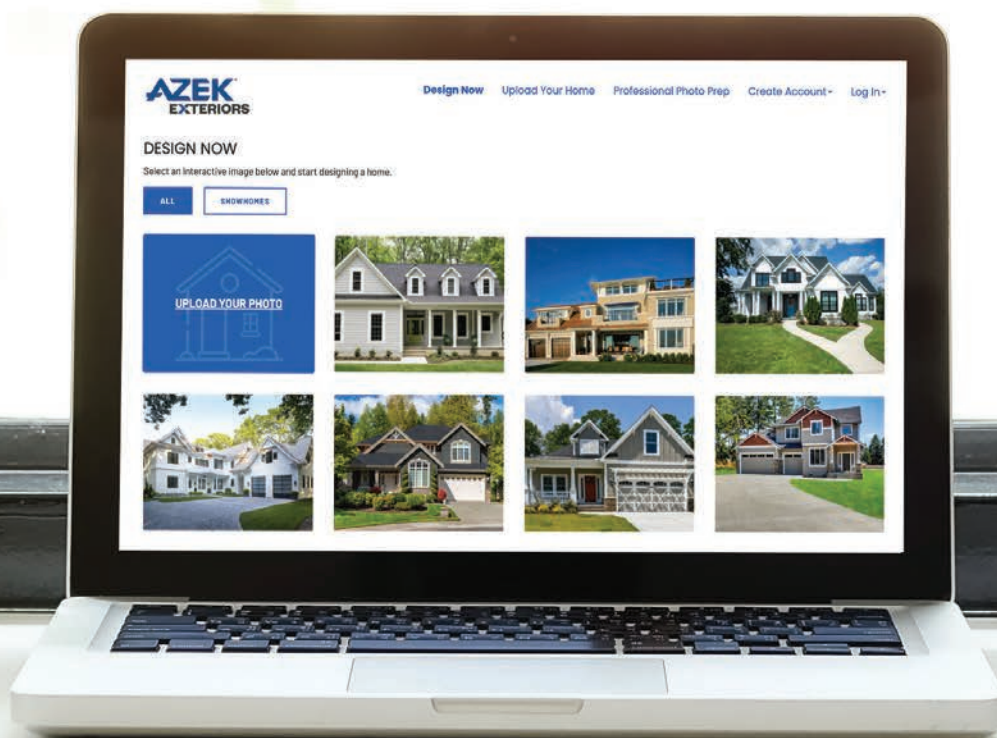 AZEK
EXTERIORS
Design Now Upload Your Home Professional Photo Prep Create Account Log In
DESIGN NOW
Select an interactive image below and start designing a home.
ALL SHOWHOMES
UPLOAD YOUR PHOTO